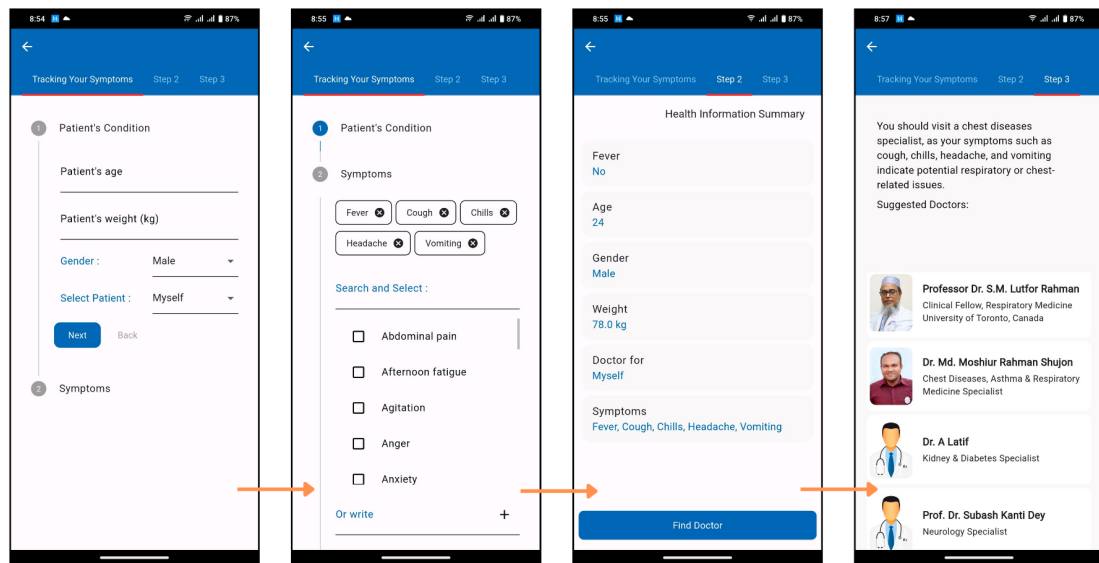 8:54 H 87%
Tracking Your Symptoms Step 2 Step 3
1 Patient's Condition
Patient's age
Patient's weight (kg)
Gender : Male
Select Patient : Myself
Next Back
2 Symptoms
8:55 H 87%
Tracking Your Symptoms Step 2 Step 3
1 Patient's Condition
2 Symptoms
Fever Cough Chills
Headache Vomiting
Search and Select :
Abdominal pain
Afternoon fatigue
Agitation
Anger
Anxiety
Or write +
8:55 H 87%
Tracking Your Symptoms Step 2 Step 3
Health Information Summary
Fever
No
Age
24
Gender
Male
Weight
78.0 kg
Doctor for
Myself
Symptoms
Fever, Cough, Chills, Headache, Vomiting
Find Doctor
8:57 H 87%
Tracking Your Symptoms Step 2 Step 3
You should visit a chest diseases
specialist, as your symptoms such as
cough, chills, headache, and vomiting
indicate potential respiratory or chest-
related issues.
Suggested Doctors:
Professor Dr. S.M. Lutfor Rahman
Clinical Fellow, Respiratory Medicine
University of Toronto, Canada
Dr. Md. Moshiur Rahman Shujon
Chest Diseases, Asthma & Respiratory
Medicine Specialist
Dr. A Latif
Kidney & Diabetes Specialist
Prof. Dr. Subash Kanti Dey
Neurology Specialist